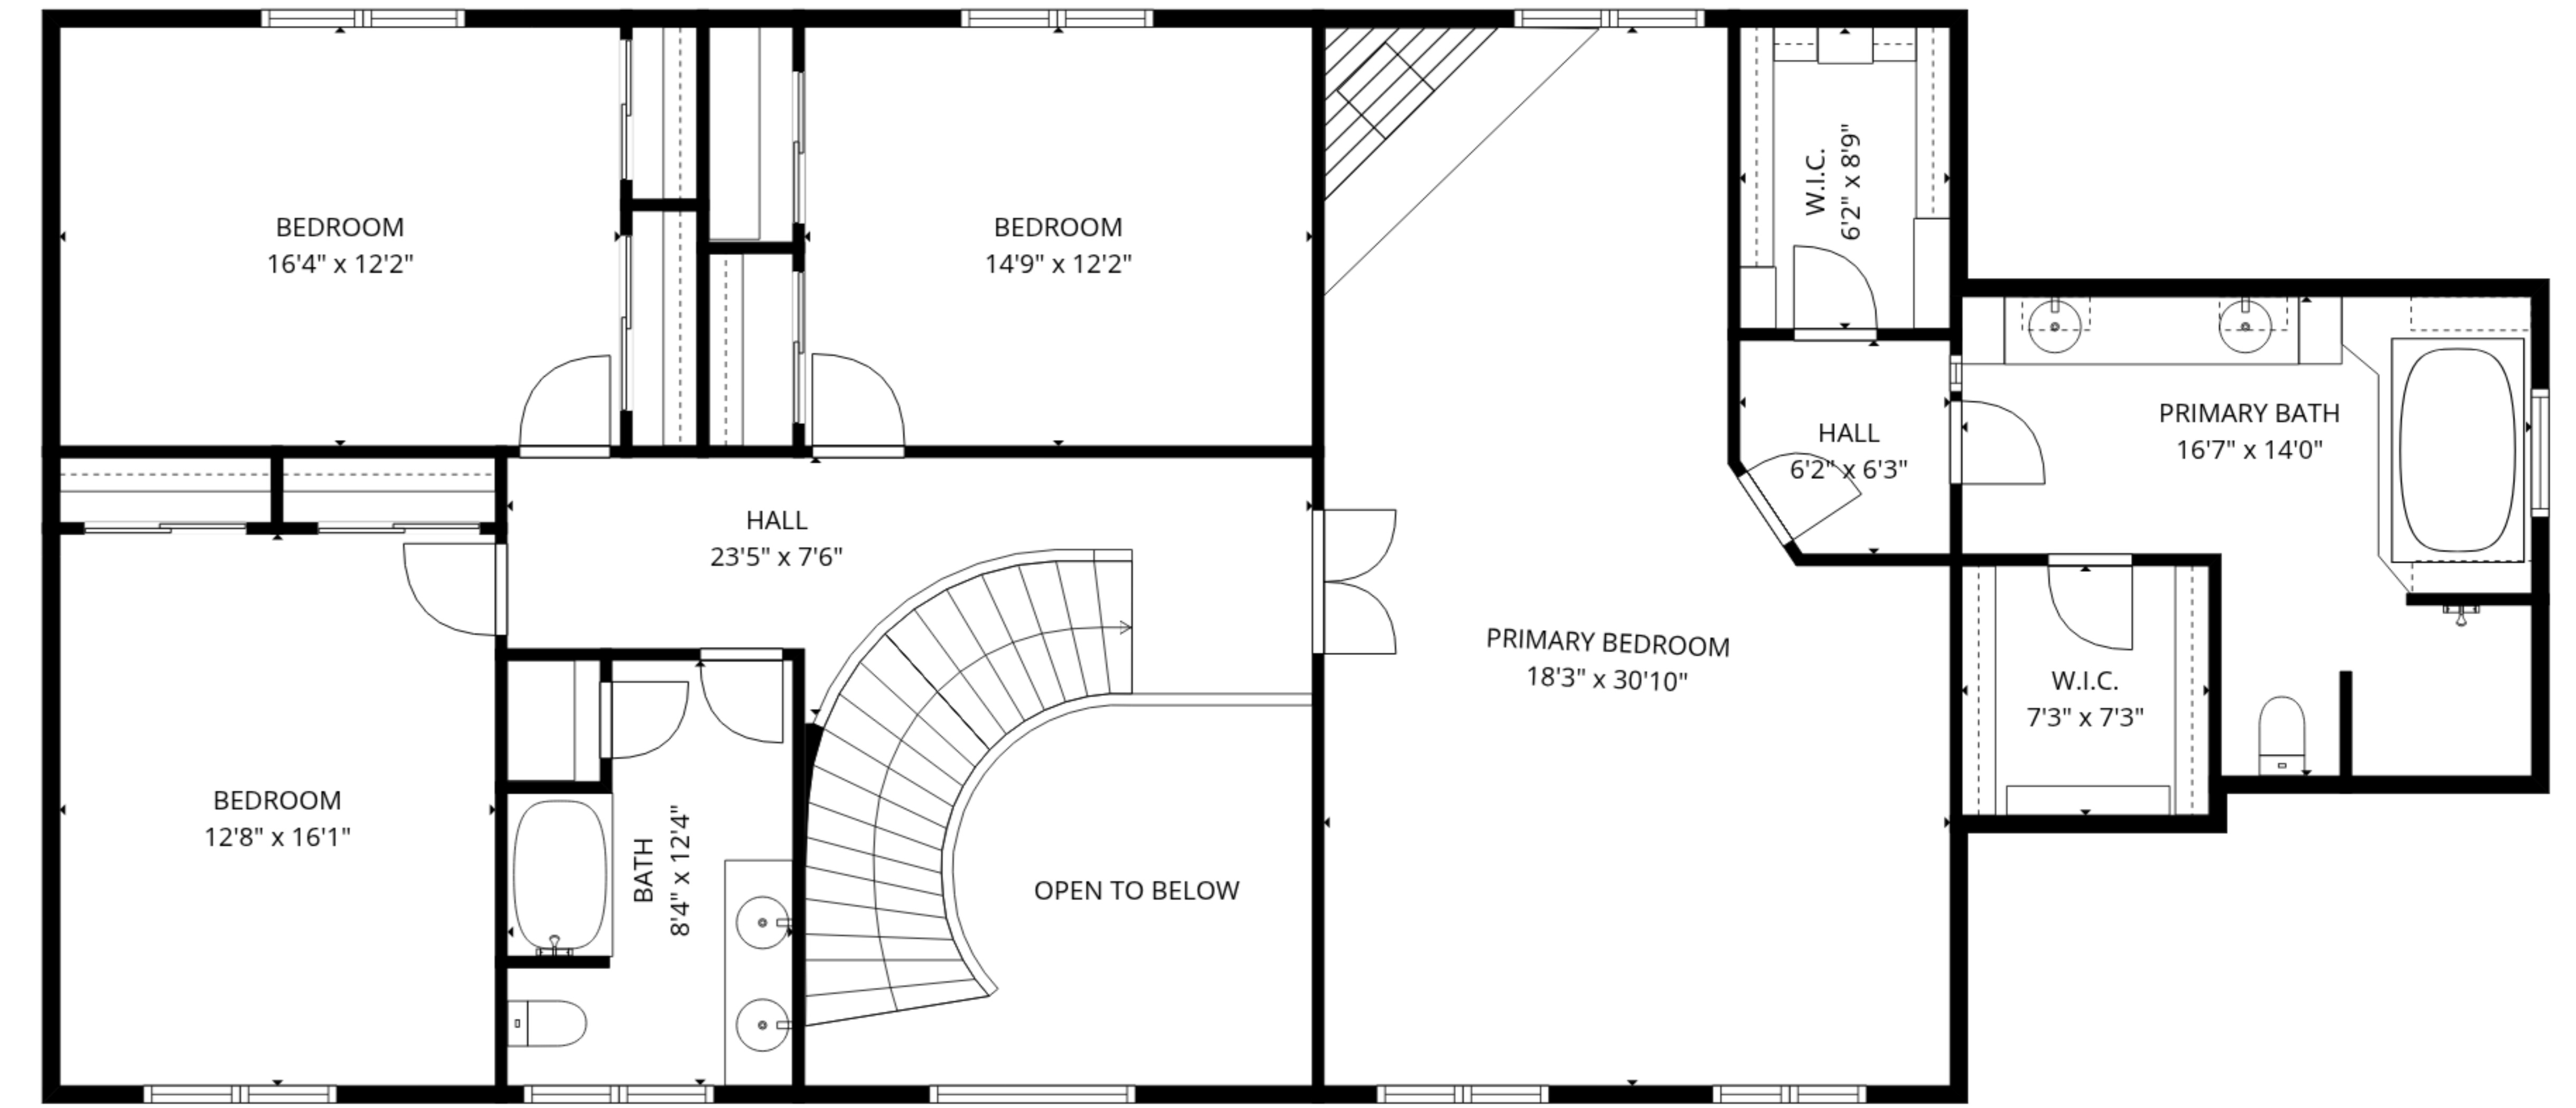 BEDROOM
16'4" x 12'2"
BEDROOM
14'9" x 12'2"
W.I.C.
6'2" x 8'9"
HALL
6'2" x 6'3"
PRIMARY BATH
16'7" x 14'0"
HALL
23'5" x 7'6"
PRIMARY BEDROOM
18'3" x 30'10"
W.I.C.
7'3" x 7'3"
BEDROOM
12'8" x 16'1"
BATH
8'4" x 12'4"
OPEN TO BELOW